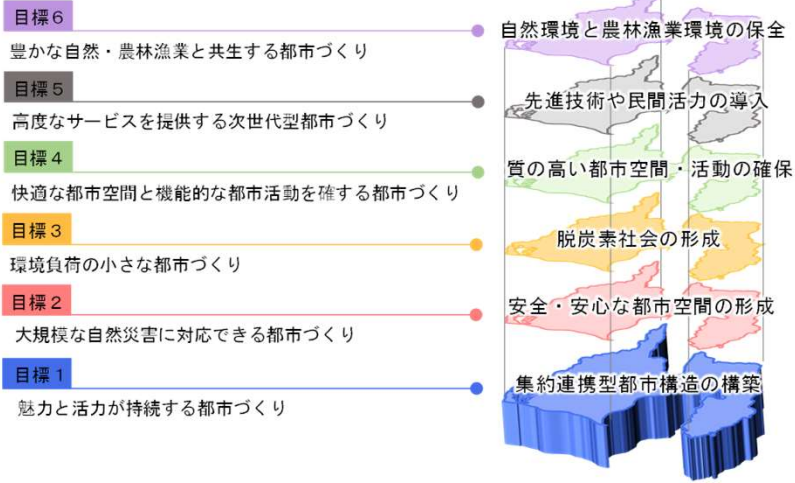 目標6
豊かな自然・農林漁業と共生する都市づくり
自然環境と農林漁業環境の保全
目標5
高度なサービスを提供する次世代型都市づくり
先進技術や民間活力の導入
目標4
快適な都市空間と機能的な都市活動を確する都市づくり
質の高い都市空間・活動の確保
目標3
環境負荷の小さな都市づくり
脱炭素社会の形成
目標2
大規模な自然災害に対応できる都市づくり
安全・安心な都市空間の形成
目標1
魅力と活力が持続する都市づくり
集約連携型都市構造の構築